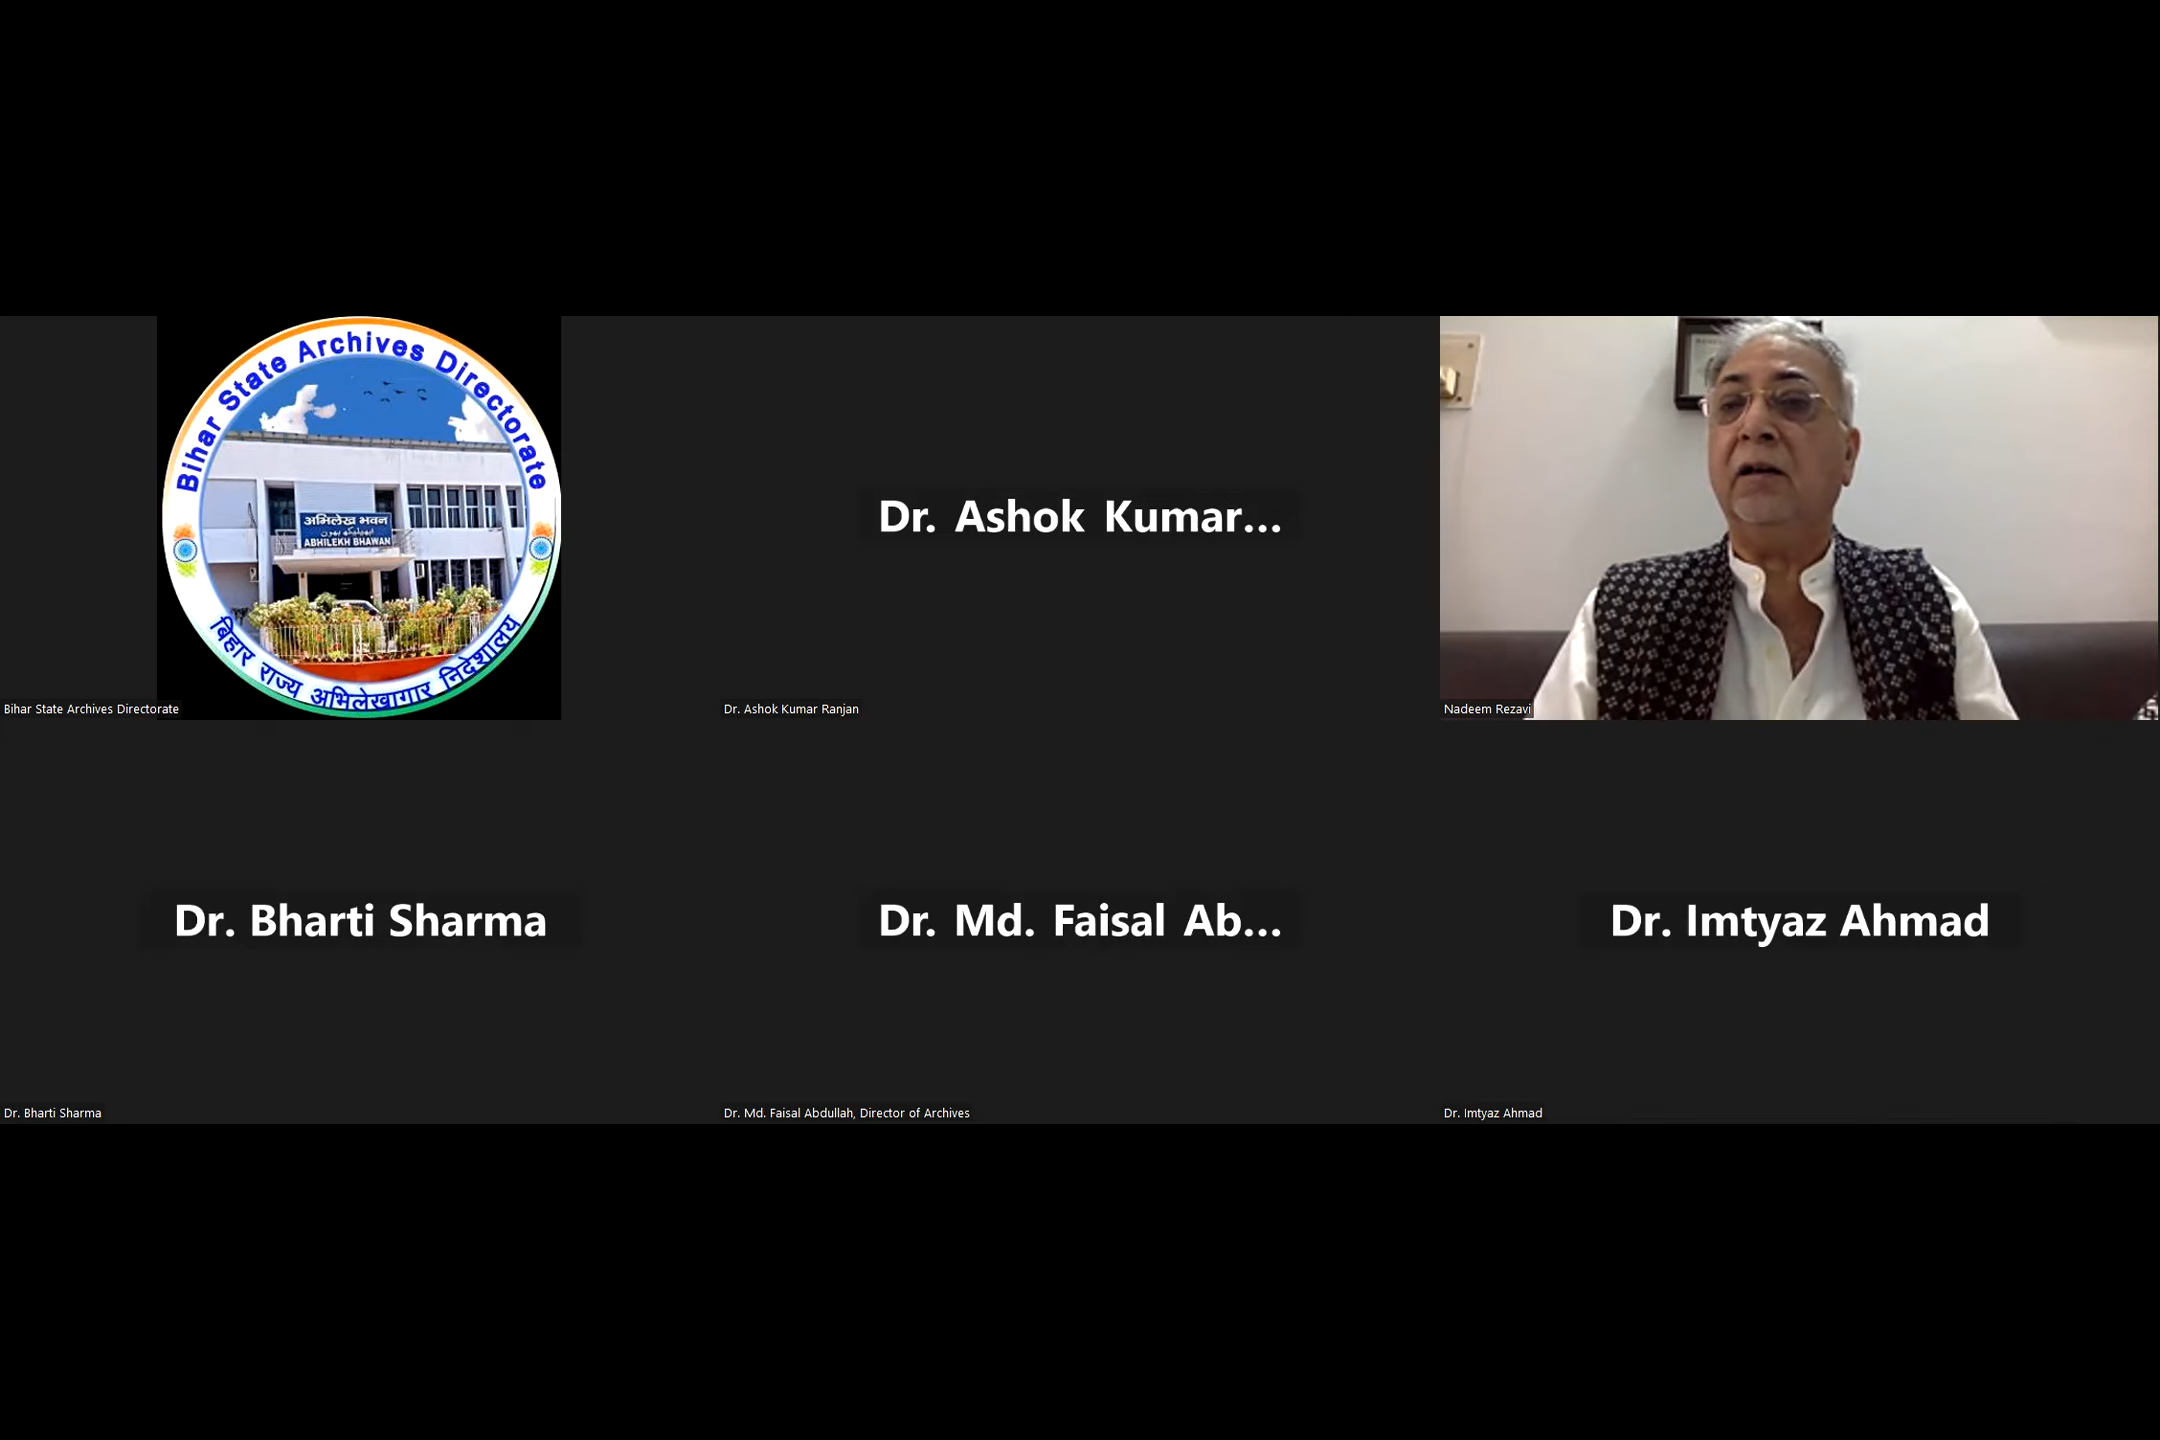 Bihar State Archives Directorate
अभिलेख भवन
ABHILEKH BHAWAN
बिहार राज्य अभिलेखागार निदेशालय
Bihar State Archives Directorate
Dr. Ashok Kumar...
Dr. Ashok Kumar Ranjan
Nadeem Rezavi
Dr. Bharti Sharma
Dr. Bharti Sharma
Dr. Md. Faisal Ab...
Dr. Md. Faisal Abdullah, Director of Archives
Dr. Imtyaz Ahmad
Dr. Imtyaz Ahmad